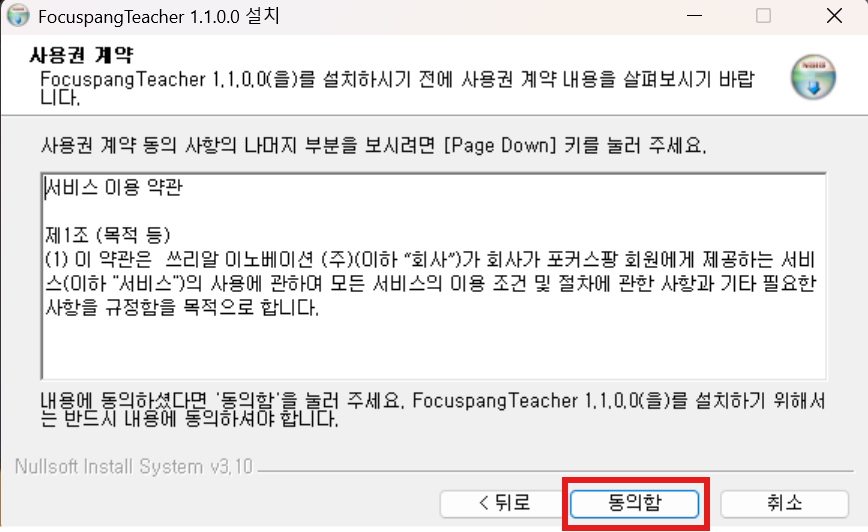 FocuspangTeacher 1.1.0.0 설치
사용권 계약
FocuspangTeacher 1.1.0.0(을)를 설치하시기 전에 사용권 계약 내용을 살펴보시기 바랍
니다.
사용권 계약 동의 사항의 나머지 부분을 보시려면 [Page Down] 키를 눌러 주세요.
서비스 이용 약관
제1조 (목적 등)
(1) 이 약관은  쓰리알 이노베이션 (주)(이하 “회사”)가 회사가 포커스팡 회원에게 제공하는 서비
스(이하 "서비스")의 사용에 관하여 모든 서비스의 이용 조건 및 절차에 관한 사항과 기타 필요한
사항을 규정함을 목적으로 합니다.
내용에 동의하셨다면 '동의함'을 눌러 주세요. FocuspangTeacher 1.1.0.0(을)를 설치하기 위해서
는 반드시 내용에 동의하셔야 합니다.
Nullsoft Install System v3.10
< 뒤로
동의함
취소